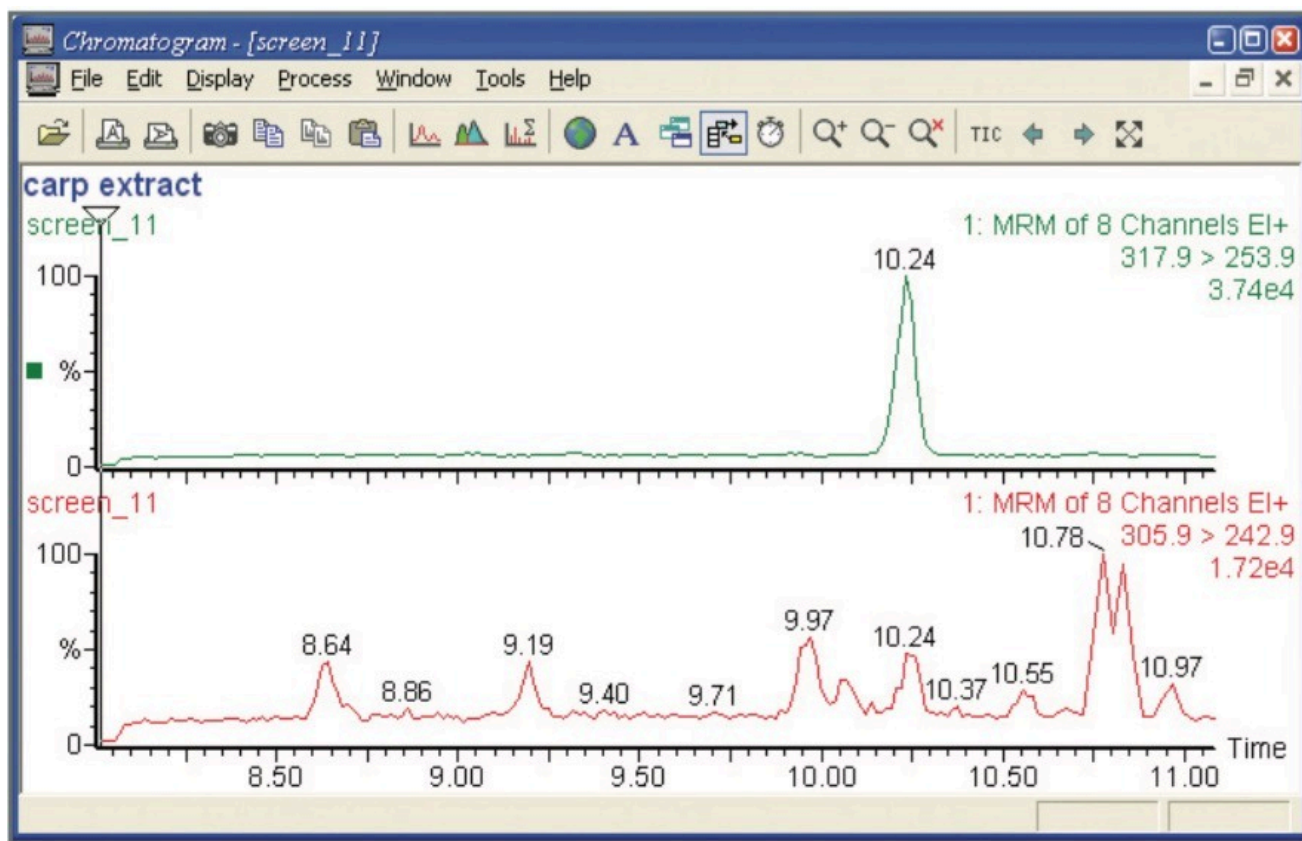 Chromatogram - [screen_11]
File Edit Display Process Window Tools Help
A A TIC
carp extract
screen_11
1: MRM of 8 Channels EI+
317.9 > 253.9
3.74e4
10.24
100
%
0
screen_11
1: MRM of 8 Channels EI+
305.9 > 242.9
1.72e4
10.78
100
%
0
8.64 8.86 9.19 9.40 9.71 9.97 10.24 10.37 10.55 10.97
Time
8.50 9.00 9.50 10.00 10.50 11.00